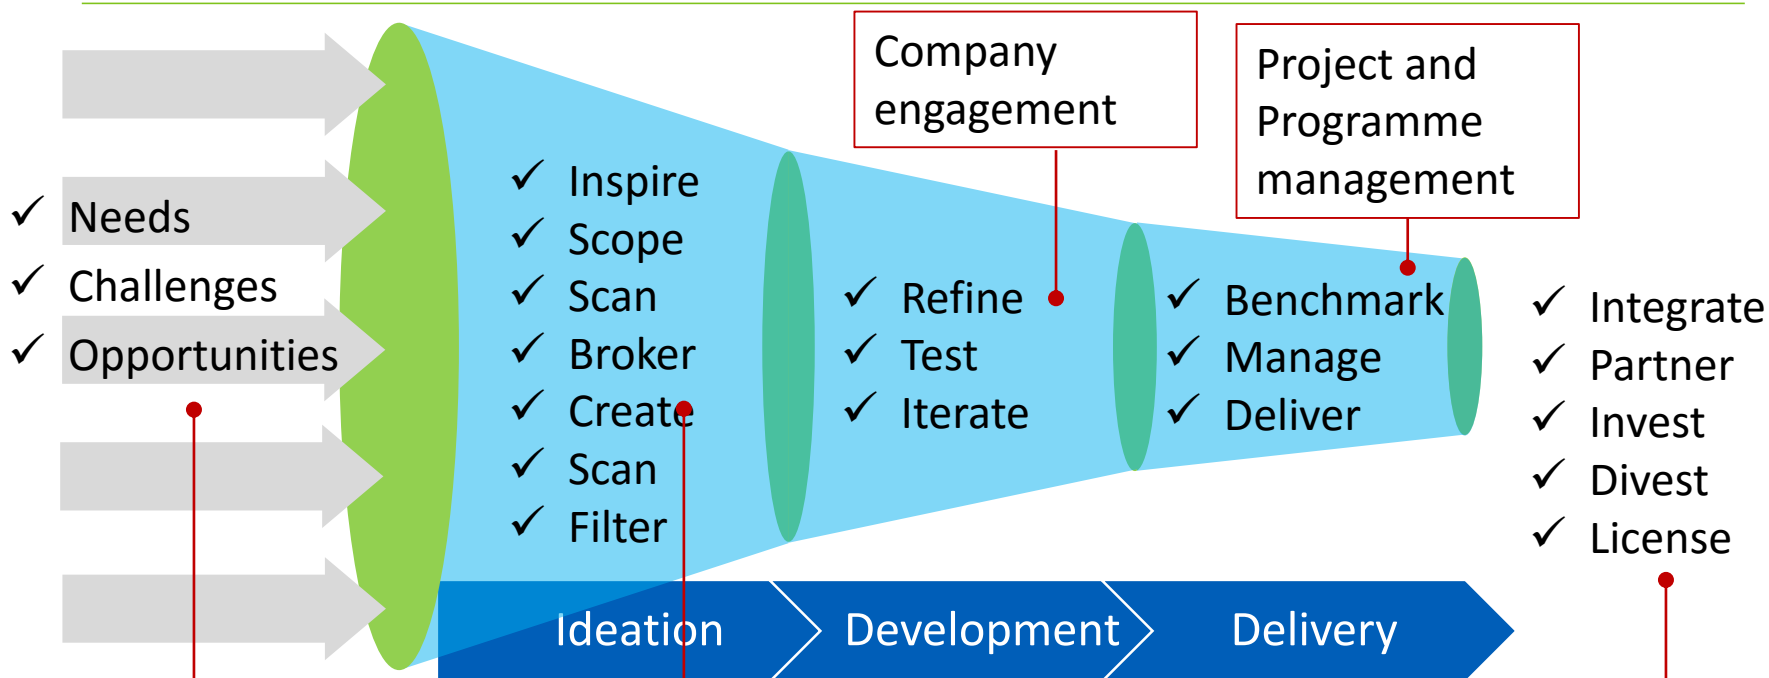 Company
engagement
Project and
Programme
management
✓ Needs
✓ Challenges
✓ Opportunities
✓ Inspire
✓ Scope
✓ Scan
✓ Broker
✓ Create
✓ Scan
✓ Filter
✓ Refine
✓ Test
✓ Iterate
✓ Benchmark
✓ Manage
✓ Deliver
✓ Integrate
✓ Partner
✓ Invest
✓ Divest
✓ License
Ideation
Development
Delivery